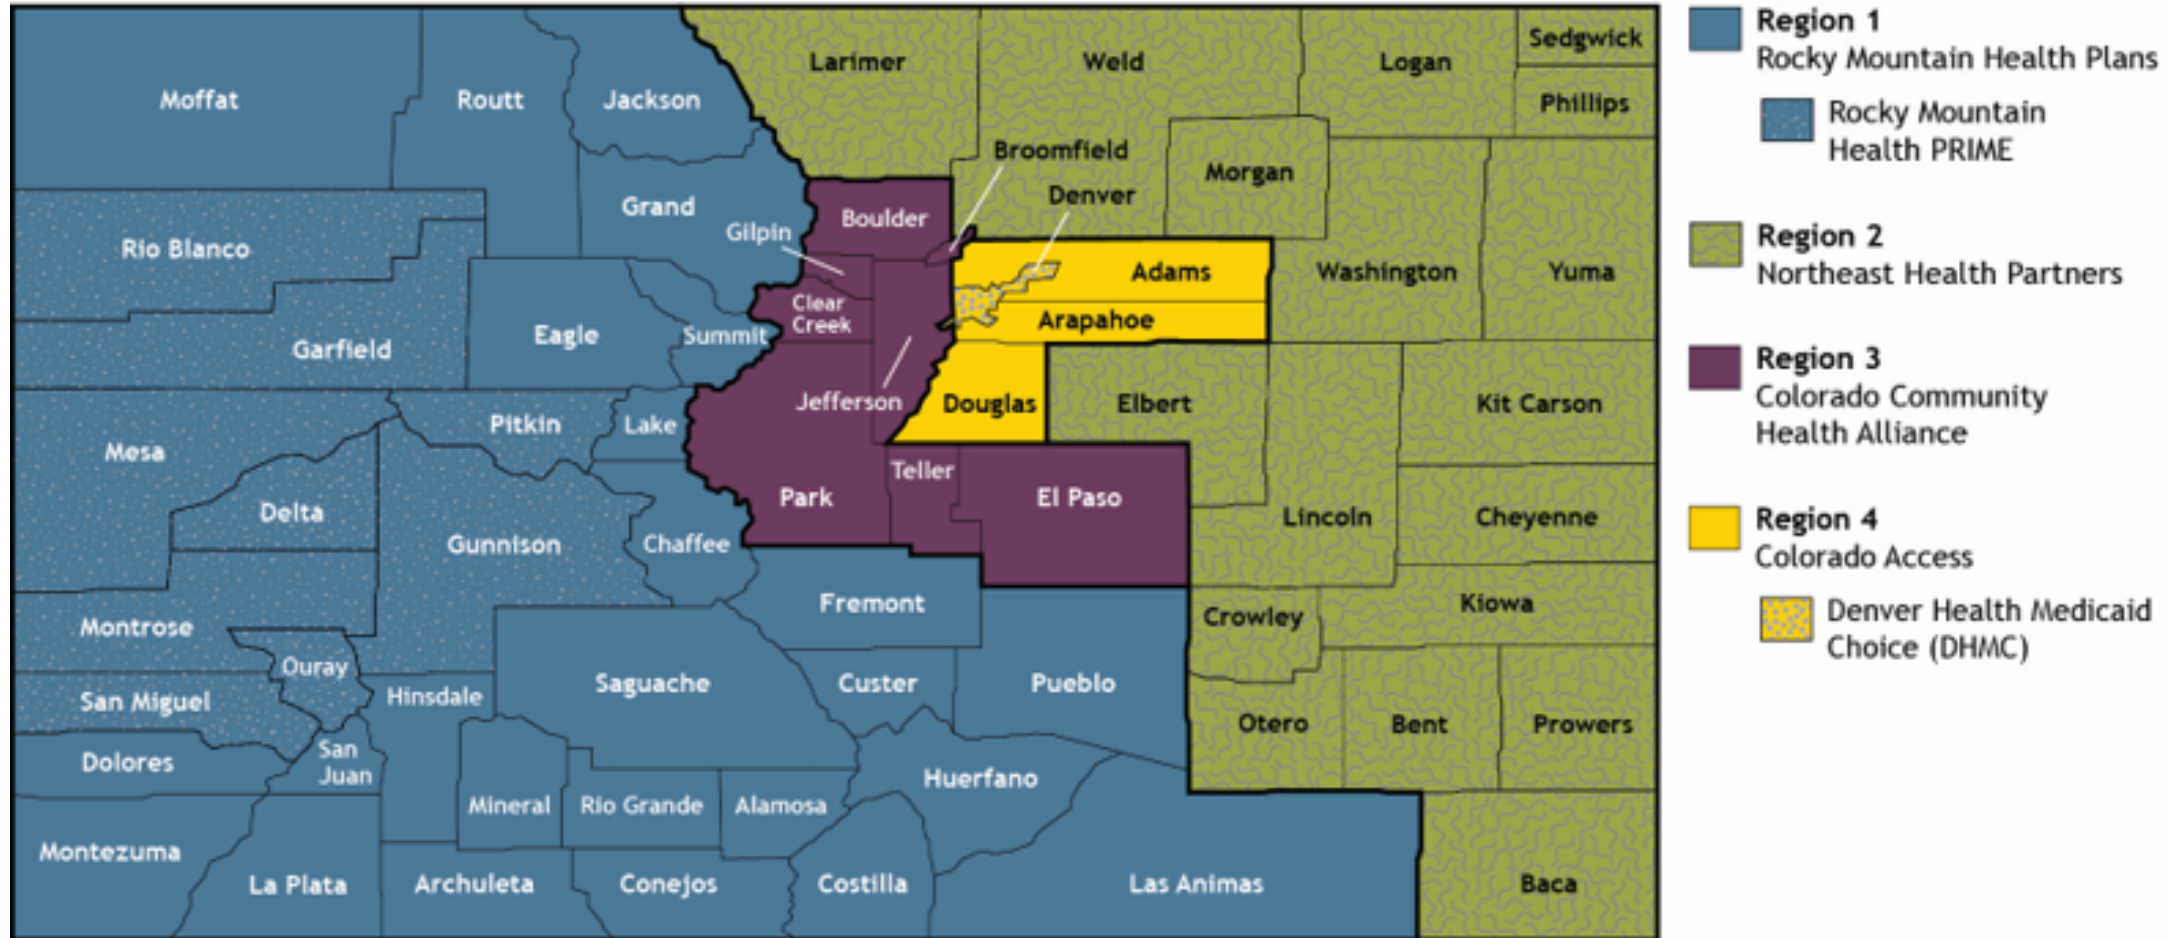 Larimer
Weld
Logan
Sedgwick
Phillips
Moffat
Routt
Jackson
Broomfield
Morgan
Denver
Grand
Boulder
Gilpin
Rio Blanco
Adams
Washington
Yuma
Clear
Creek
Arapahoe
Eagle
Summit
Garfield
Jefferson
Douglas
Elbert
Kit Carson
Pitkin
Lake
Mesa
Teller
Park
El Paso
Delta
Lincoln
Cheyenne
Gunnison
Chaffee
Fremont
Kiowa
Crowley
Montrose
Ouray
Saguache
Custer
Pueblo
Hinsdale
San Miguel
Otero
Bent
Prowers
Dolores
San
Juan
Huerfano
Mineral
Rio Grande
Alamosa
Montezuma
La Plata
Archuleta
Conejos
Costilla
Las Animas
Baca
Region 1
Rocky Mountain Health Plans
Rocky Mountain
Health PRIME
Region 2
Northeast Health Partners
Region 3
Colorado Community
Health Alliance
Region 4
Colorado Access
Denver Health Medicaid
Choice (DHMC)